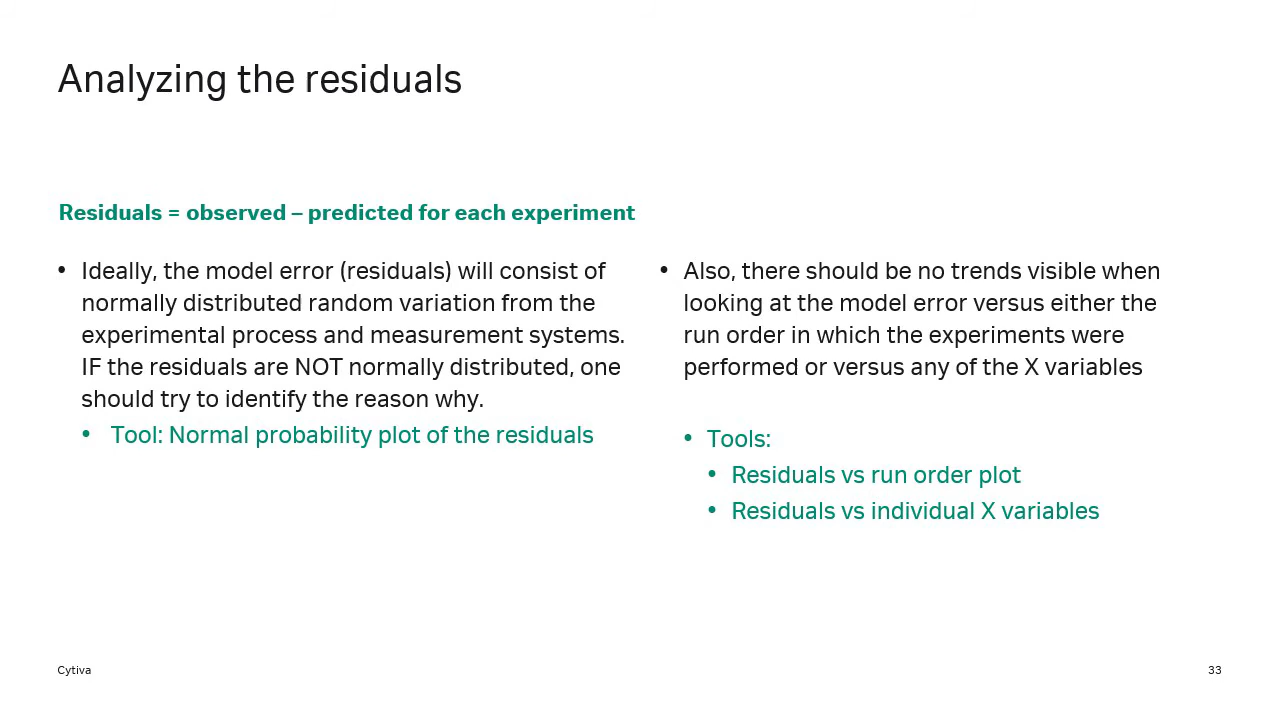 Analyzing the residuals
Residuals = observed – predicted for each experiment
• Ideally, the model error (residuals) will consist of
normally distributed random variation from the
experimental process and measurement systems.
IF the residuals are NOT normally distributed, one
should try to identify the reason why.
• Tool: Normal probability plot of the residuals
• Also, there should be no trends visible when
looking at the model error versus either the
run order in which the experiments were
performed or versus any of the X variables
• Tools:
• Residuals vs run order plot
• Residuals vs individual X variables
Cytiva
33